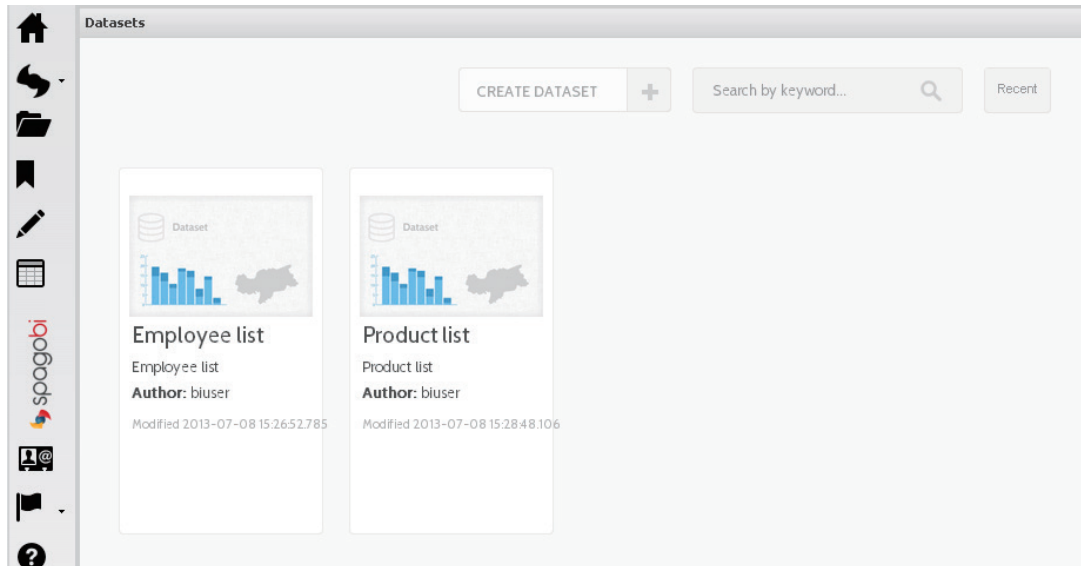 Datasets
CREATE DATASET +
Search by keyword...
Recent
Dataset
Employee list
Employee list
Author: biuser
Modified 2013-07-08 15:26:52.785
Dataset
Product list
Product list
Author: biuser
Modified 2013-07-08 15:28:48.106
spagobi